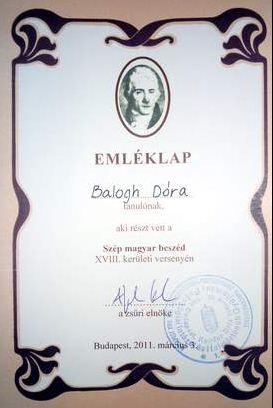 EMLÉKLAP
Balogh Dóra
tanulónak,
aki részt vett a
Szép magyar beszéd
XVIII. kerületi versenyén
a zsűri elnöke
Budapest, 2011. március 3.